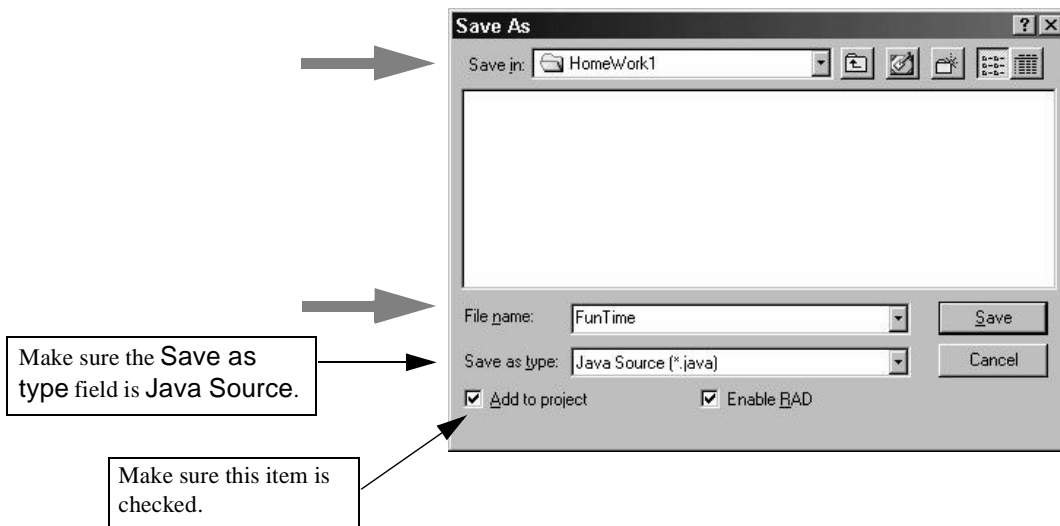 Save As
Save in: HomeWork1
File name: FunTime
Save
Make sure the Save as
type field is Java Source.
Save as type: Java Source (*.java)
Cancel
Add to project Enable RAD
Make sure this item is
checked.